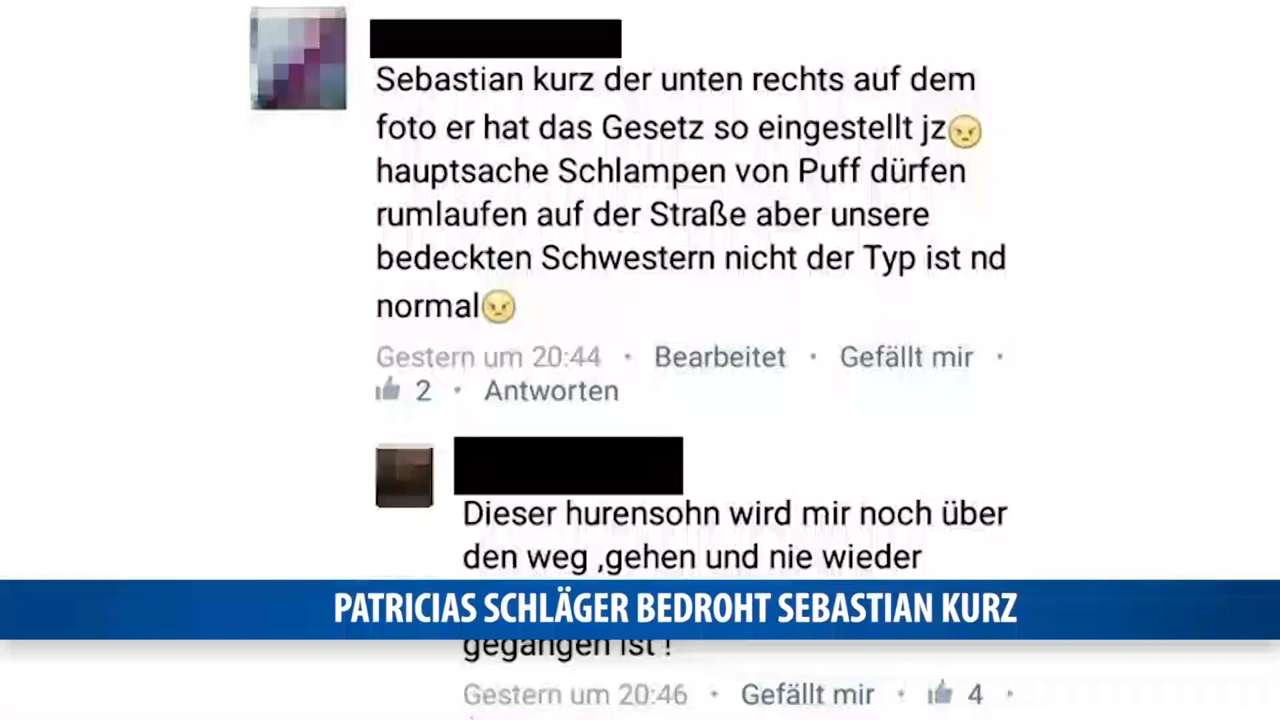 Sebastian kurz der unten rechts auf dem
foto er hat das Gesetz so eingestellt jz😠
hauptsache Schlampen von Puff dürfen
rumlaufen auf der Straße aber unsere
bedeckten Schwestern nicht der Typ ist nd
normal😠
Gestern um 20:44 · Bearbeitet · Gefällt mir ·
2 · Antworten
Dieser hurensohn wird mir noch über
den weg ,gehen und nie wieder
PATRICIAS SCHLÄGER BEDROHT SEBASTIAN KURZ
gegangen ist !
Gestern um 20:46 · Gefällt mir · 4 ·